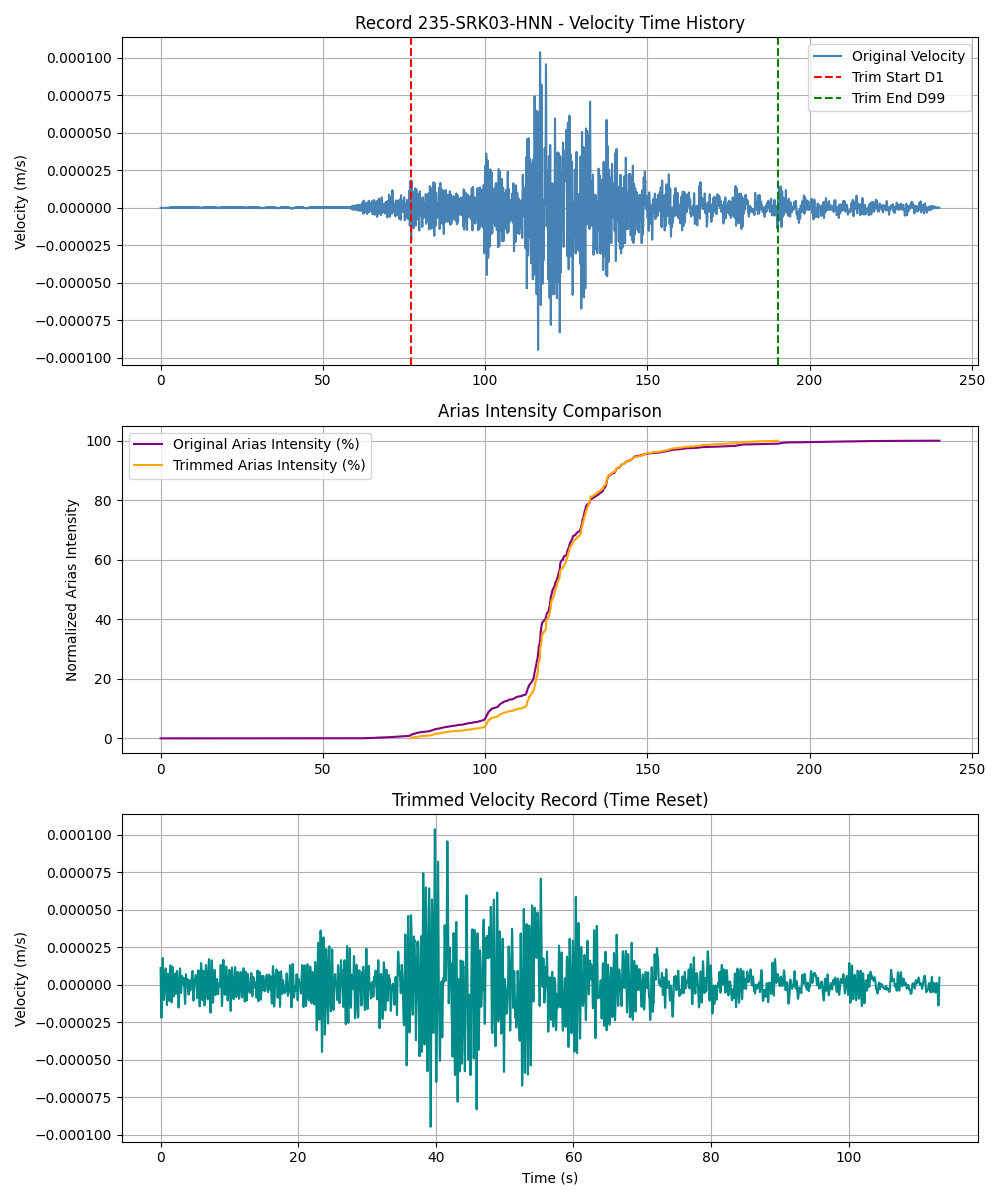 Record 235-SRK03-HNN - Velocity Time History
0.000100
0.000075
0.000050
0.000025
0.000000
−0.000025
−0.000050
−0.000075
−0.000100
Velocity (m/s)
Original Velocity
Trim Start D1
Trim End D99
0 50 100 150 200 250
Arias Intensity Comparison
100
80
60
40
20
0
Normalized Arias Intensity
Original Arias Intensity (%)
Trimmed Arias Intensity (%)
0 50 100 150 200 250
Trimmed Velocity Record (Time Reset)
0.000100
0.000075
0.000050
0.000025
0.000000
−0.000025
−0.000050
−0.000075
−0.000100
Velocity (m/s)
0 20 40 60 80 100
Time (s)